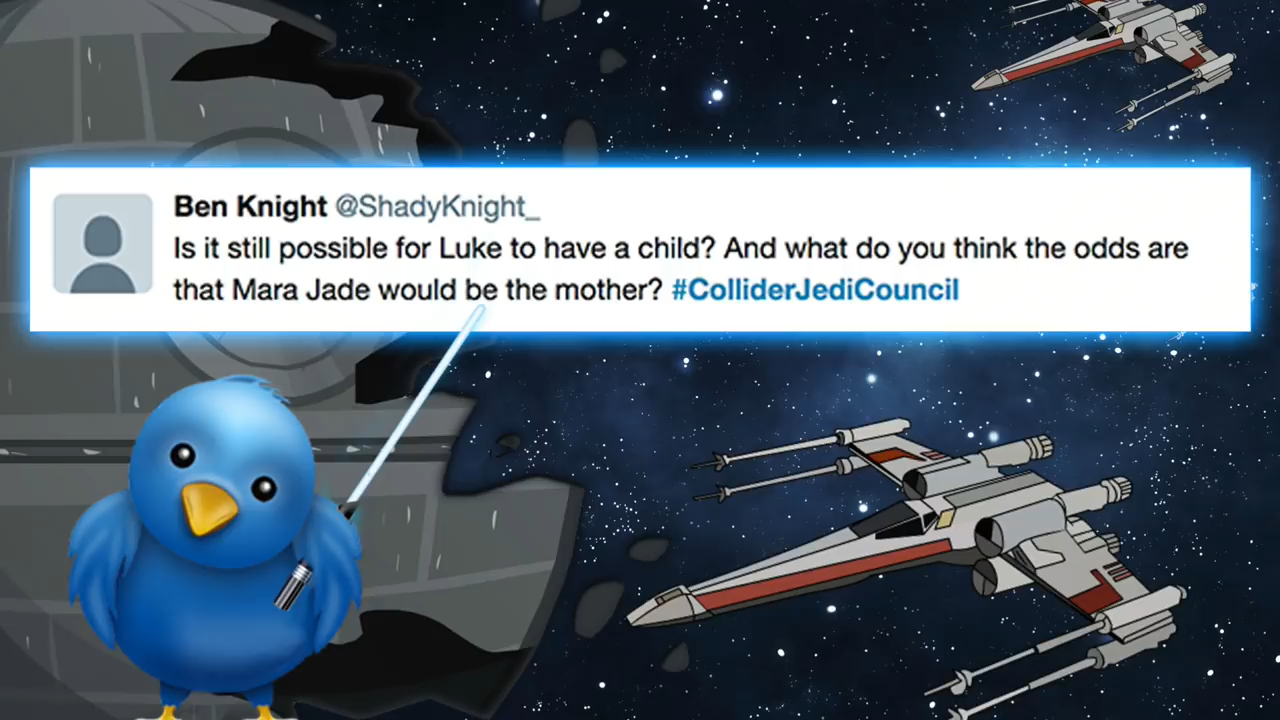 Ben Knight @ShadyKnight_
Is it still possible for Luke to have a child? And what do you think the odds are
that Mara Jade would be the mother? #ColliderJediCouncil